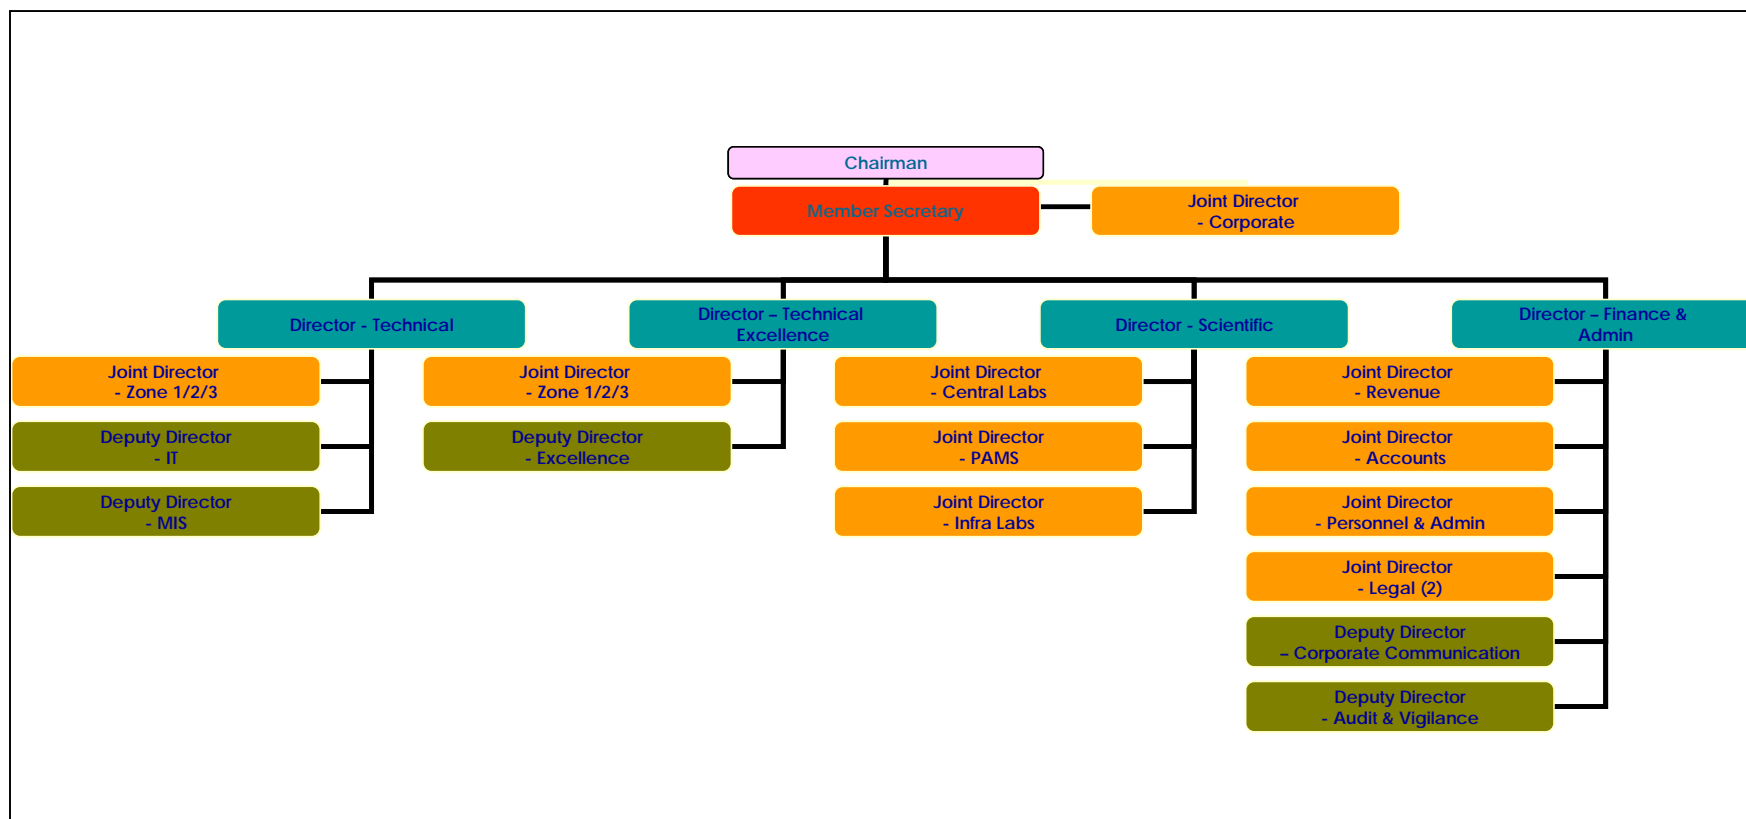 Chairman
Member Secretary
Joint Director
- Corporate
Director - Technical
Director – Technical
Excellence
Director - Scientific
Director – Finance &
Admin
Joint Director
- Zone 1/2/3
Deputy Director
- IT
Deputy Director
- MIS
Joint Director
- Zone 1/2/3
Deputy Director
- Excellence
Joint Director
- Central Labs
Joint Director
- PAMS
Joint Director
- Infra Labs
Joint Director
- Revenue
Joint Director
- Accounts
Joint Director
- Personnel & Admin
Joint Director
- Legal (2)
Deputy Director
– Corporate Communication
Deputy Director
- Audit & Vigilance